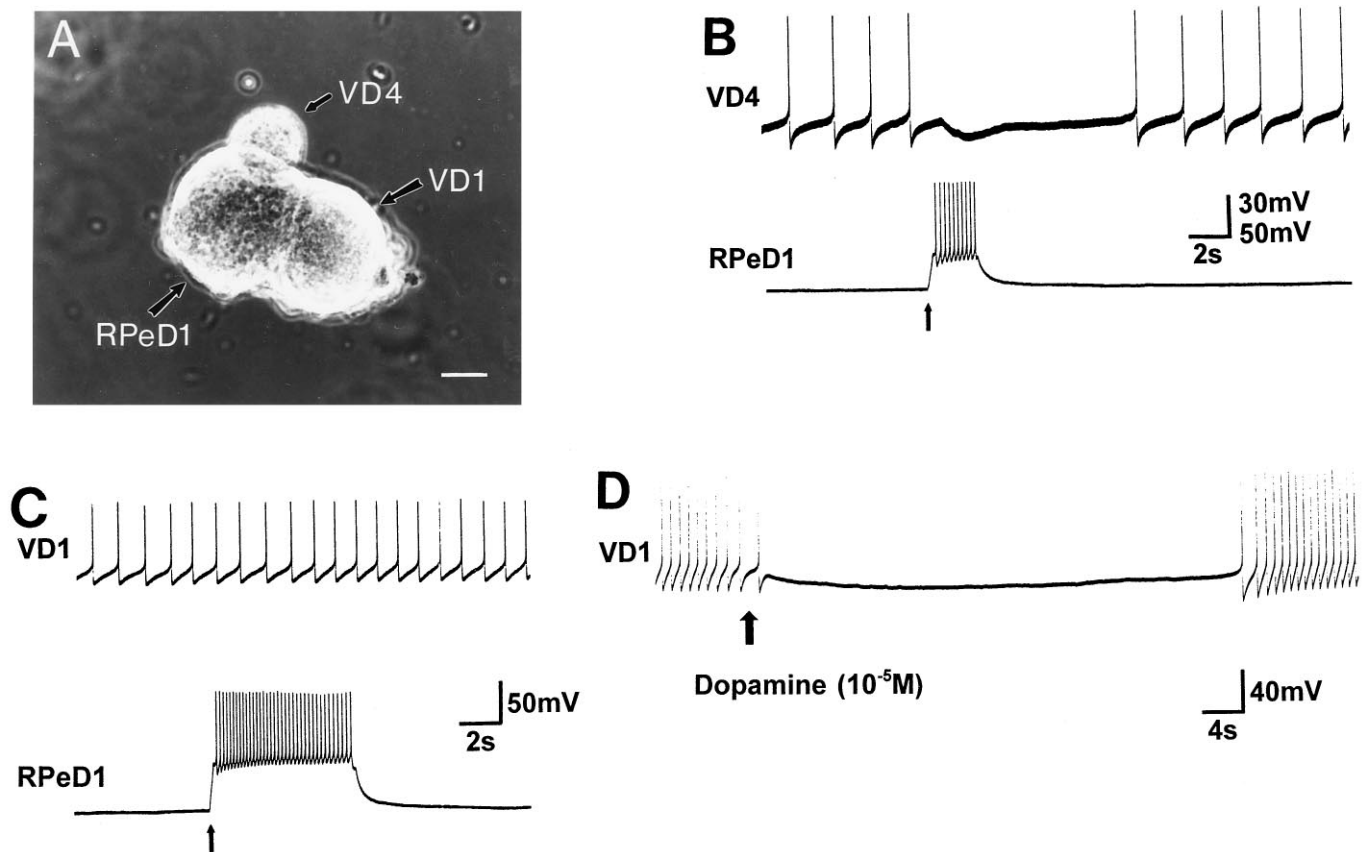 A
VD4
VD1
RPeD1
B
VD4
30mV
50mV
2s
RPeD1
C
VD1
50mV
2s
RPeD1
D
VD1
Dopamine (10⁻⁵M)
40mV
4s